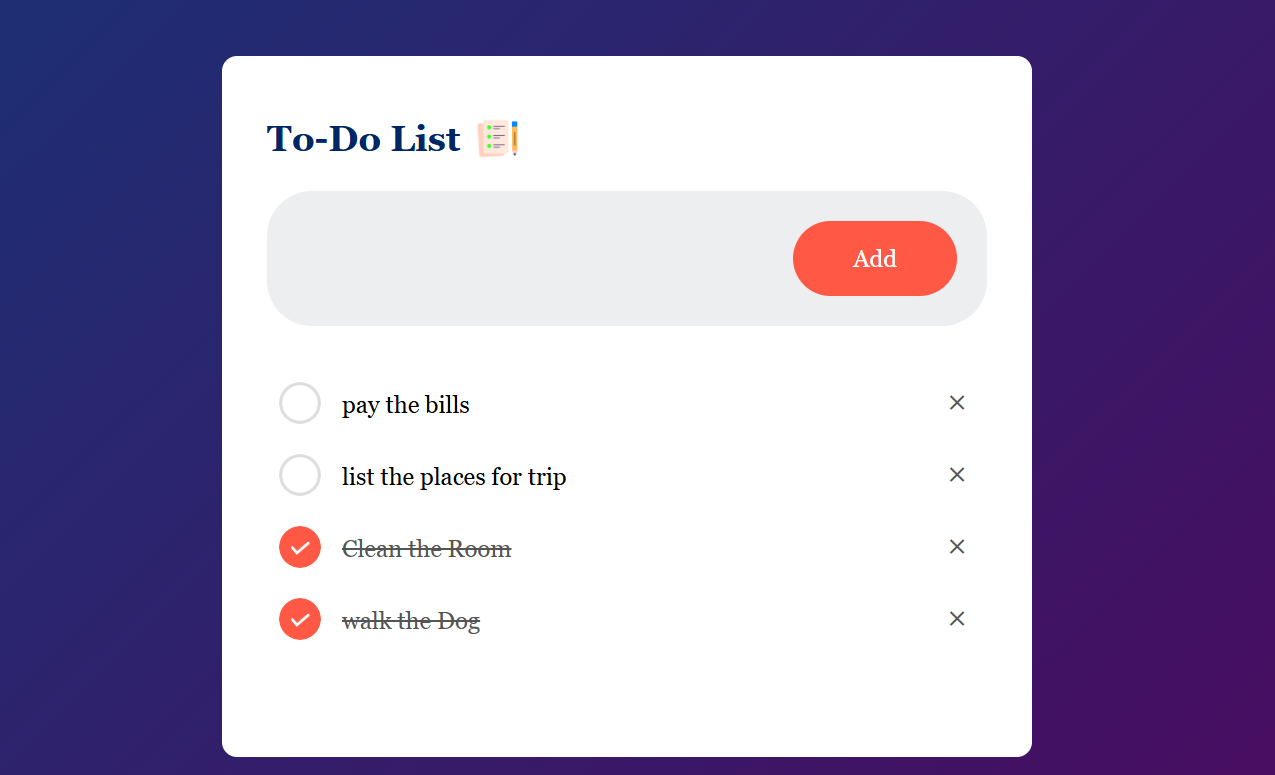 To-Do List
Add
pay the bills
list the places for trip
Clean the Room
walk the Dog